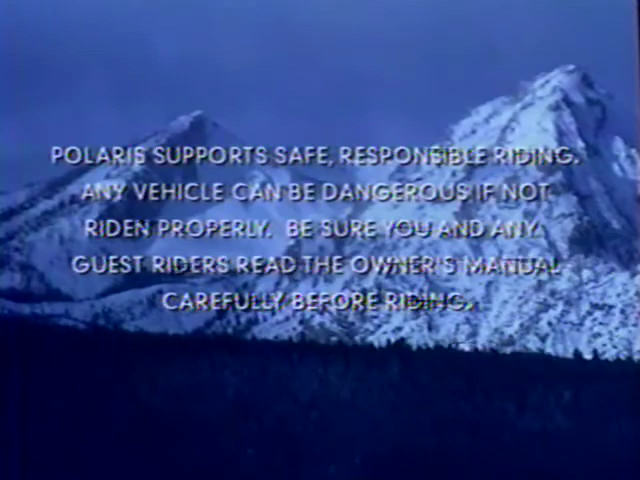 POLARIS SUPPORTS SAFE, RESPONSIBLE RIDING.
ANY VEHICLE CAN BE DANGEROUS IF NOT
RIDEN PROPERLY. BE SURE YOU AND ANY
GUEST RIDERS READ THE OWNER'S MANUAL
CAREFULLY BEFORE RIDING.